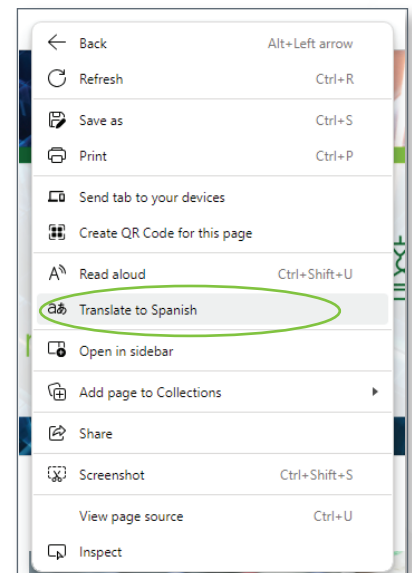 Back Alt+Left arrow
Refresh Ctrl+R
Save as Ctrl+S
Print Ctrl+P
Send tab to your devices
Create QR Code for this page
Read aloud Ctrl+Shift+U
Translate to Spanish
Open in sidebar
Add page to Collections
Share
Screenshot Ctrl+Shift+S
View page source Ctrl+U
Inspect